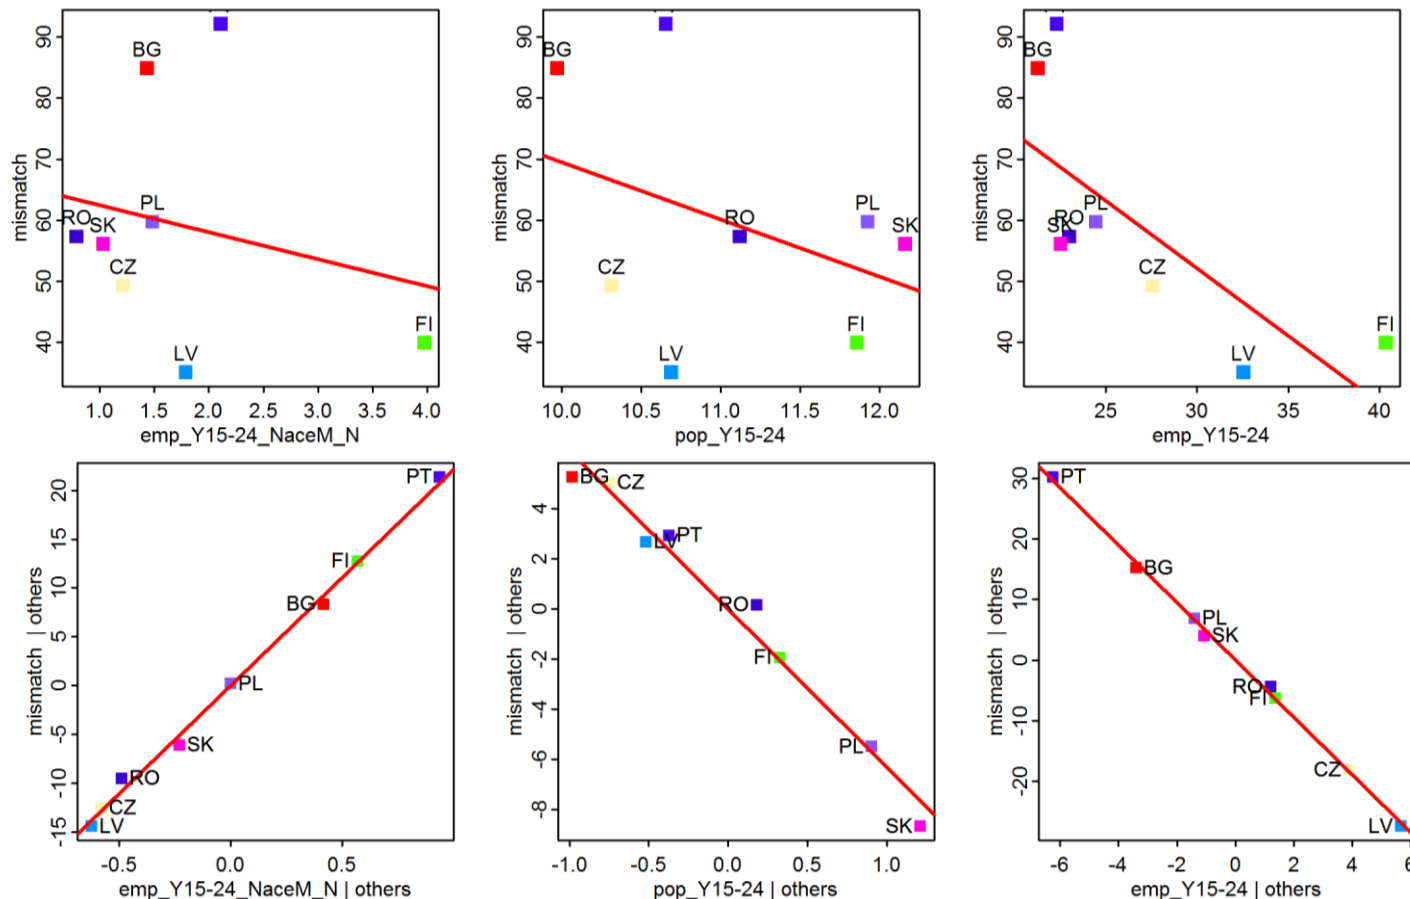 90
80
70
60
50
40
mismatch
BG
PL
RO
SK
CZ
FI
LV
1.0 1.5 2.0 2.5 3.0 3.5 4.0
emp_Y15-24_NaceM_N
90
80
70
60
50
40
mismatch
BG
PL
RO
SK
CZ
FI
LV
10.0 10.5 11.0 11.5 12.0
pop_Y15-24
90
80
70
60
50
40
mismatch
BG
PL
RO
SK
CZ
FI
LV
25 30 35 40
emp_Y15-24
20
15
10
5
0
-5
-10
-15
mismatch | others
PT
FI
BG
PL
SK
RO
CZ
LV
-0.5 0.0 0.5
emp_Y15-24_NaceM_N | others
4
2
0
-2
-4
-6
-8
mismatch | others
BG
CZ
PT
LV
RO
FI
PL
SK
-1.0 -0.5 0.0 0.5 1.0
pop_Y15-24 | others
30
20
10
0
-10
-20
mismatch | others
PT
BG
PL
SK
RO
FI
CZ
LV
-6 -4 -2 0 2 4 6
emp_Y15-24 | others